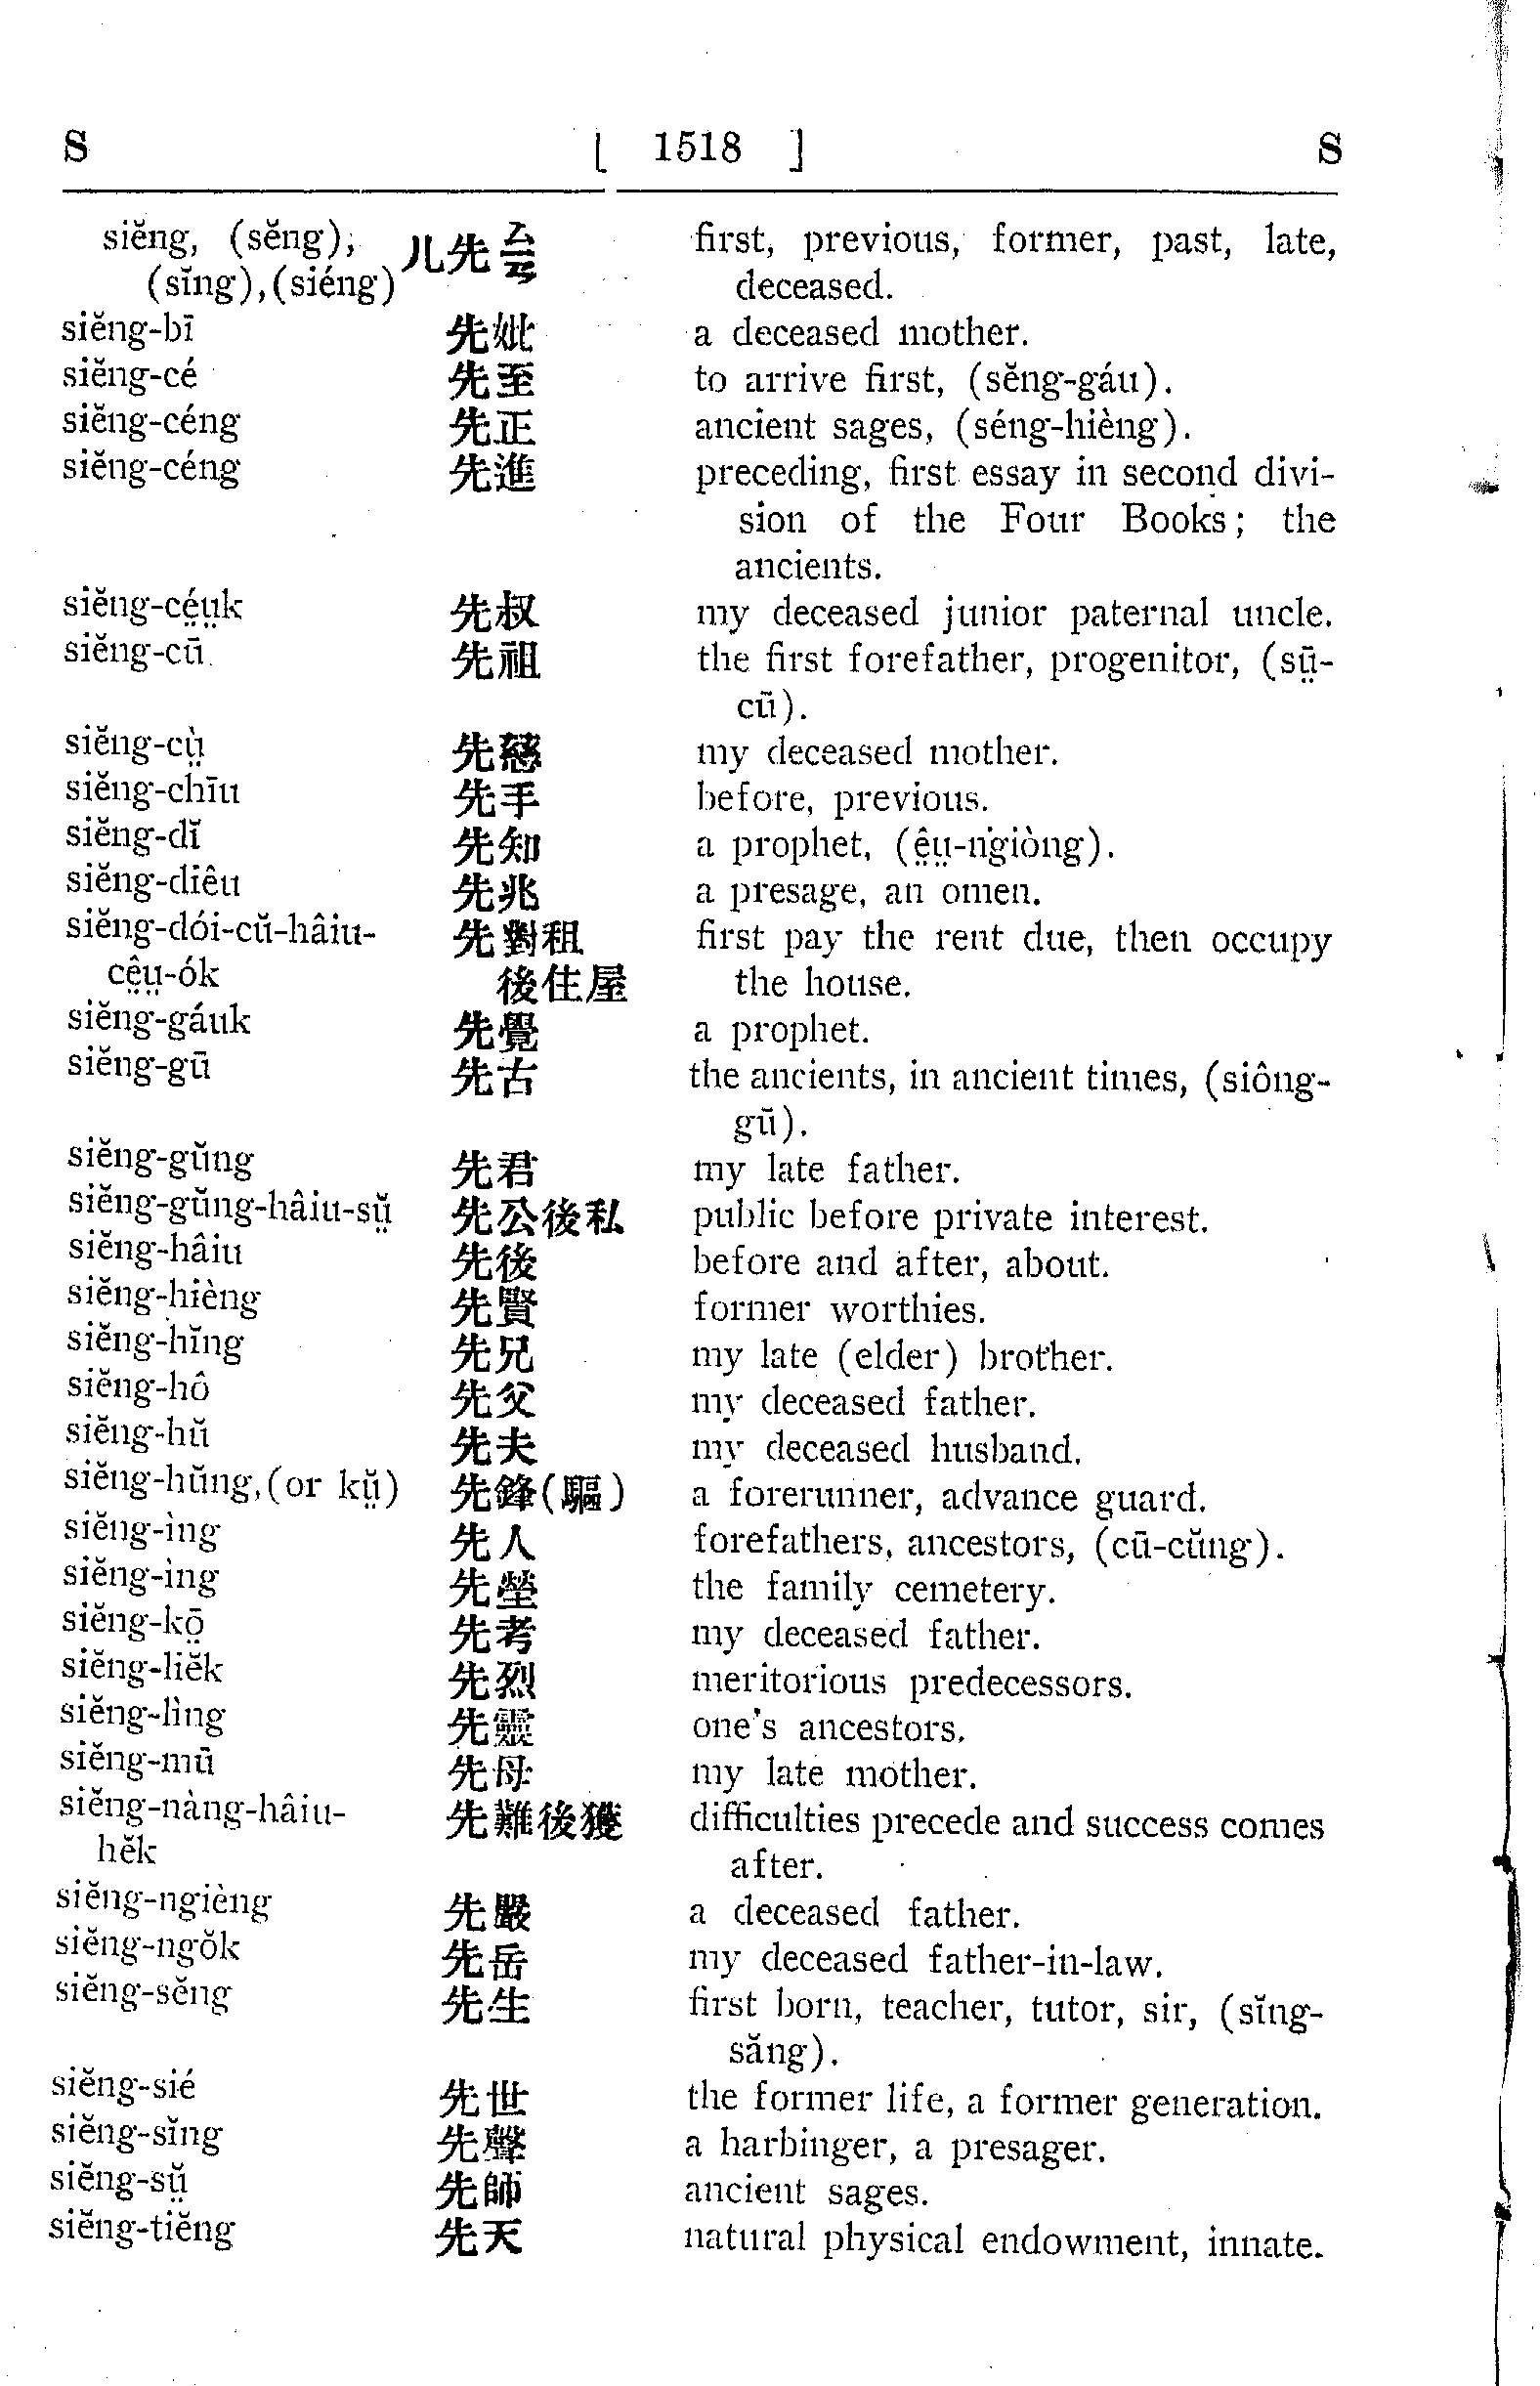 S [ 1518 ] S
siĕng, (sĕng), 儿先 first, previous, former, past, late,
(sĭng),(siéng) deceased.
siĕng-bī 先妣 a deceased mother.
siĕng-cé 先至 to arrive first, (sĕng-gáu).
siĕng-céng 先正 ancient sages, (séng-hièng).
siĕng-céng 先進 preceding, first essay in second divi-
sion of the Four Books; the
ancients.
siĕng-cé̤ṳk 先叔 my deceased junior paternal uncle.
siĕng-cū 先祖 the first forefather, progenitor, (sṳ̄-
cū).
siĕng-cṳ̀ 先慈 my deceased mother.
siĕng-chīu 先手 before, previous.
siĕng-dĭ 先知 a prophet, (ê̤ṳ-ngiòng).
siĕng-diêu 先兆 a presage, an omen.
siĕng-dói-cŭ-hâiu- 先對租 first pay the rent due, then occupy
cê̤ṳ-ók 後住屋 the house.
siĕng-gáuk 先覺 a prophet.
siĕng-gū 先古 the ancients, in ancient times, (siông-
gū).
siĕng-gŭng 先君 my late father.
siĕng-gŭng-hâiu-sṳ̆ 先公後私 public before private interest.
siĕng-hâiu 先後 before and after, about.
siĕng-hièng 先賢 former worthies.
siĕng-hĭng 先兄 my late (elder) brother.
siĕng-hô 先父 my deceased father.
siĕng-hŭ 先夫 my deceased husband.
siĕng-hŭng,(or kṳ̆) 先鋒(驅) a forerunner, advance guard.
siĕng-ìng 先人 forefathers, ancestors, (cū-cŭng).
siĕng-ìng 先塋 the family cemetery.
siĕng-kō̤ 先考 my deceased father.
siĕng-liĕk 先烈 meritorious predecessors.
siĕng-lìng 先靈 one's ancestors.
siĕng-mū 先母 my late mother.
siĕng-nàng-hâiu- 先難後獲 difficulties precede and success comes
hĕk after.
siĕng-ngièng 先嚴 a deceased father.
siĕng-ngŏk 先岳 my deceased father-in-law.
siĕng-sĕng 先生 first born, teacher, tutor, sir, (sĭng-
săng).
siĕng-sié 先世 the former life, a former generation.
siĕng-sĭng 先聲 a harbinger, a presager.
siĕng-sṳ̆ 先師 ancient sages.
siĕng-tiĕng 先天 natural physical endowment, innate.